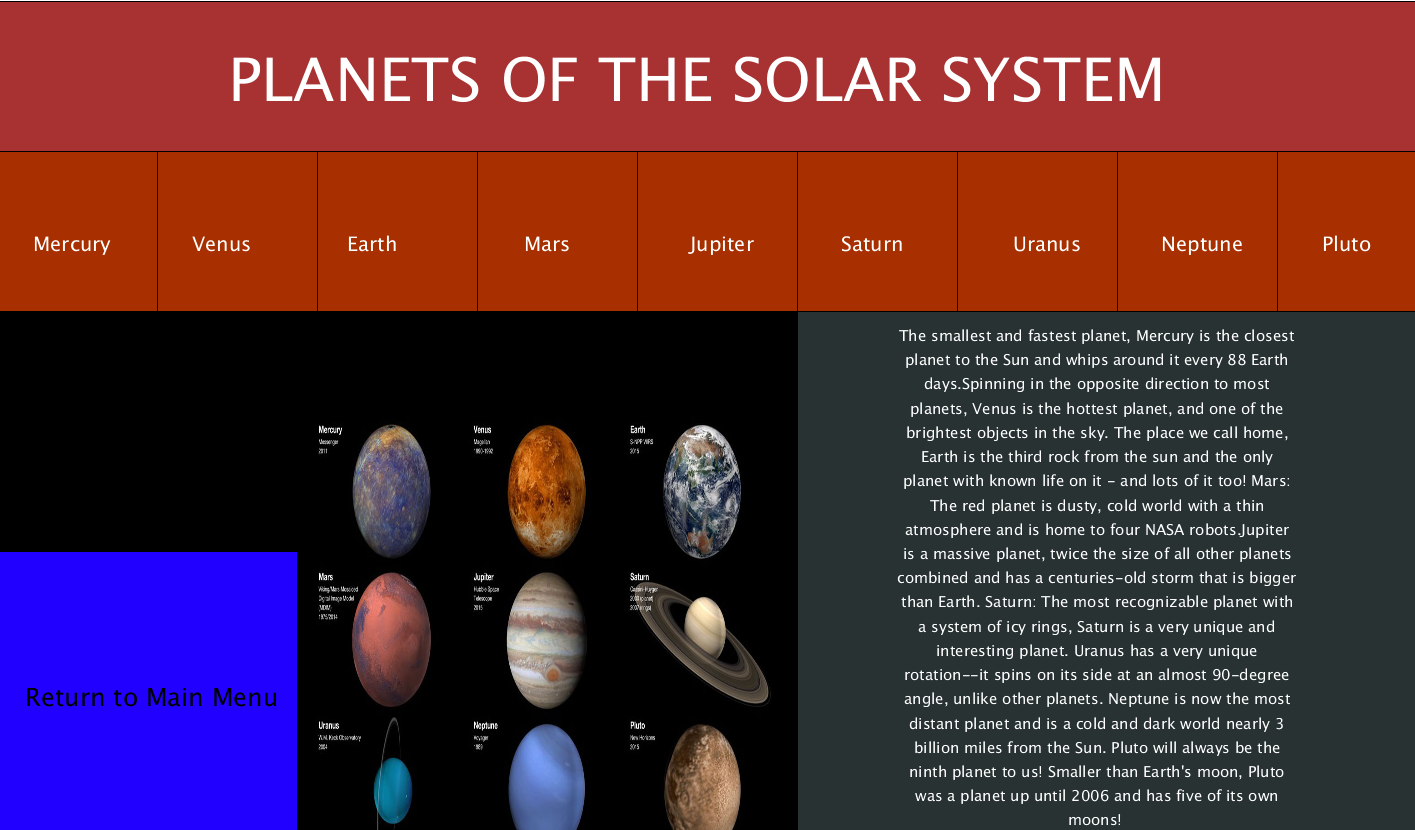 PLANETS OF THE SOLAR SYSTEM
Mercury
Venus
Earth
Mars
Jupiter
Saturn
Uranus
Neptune
Pluto
Return to Main Menu
Mercury
Messenger
2011
Venus
Magellan
1990-1992
Earth
S-NPP VIIRS
2015
Mars
Viking/Mars Mosaiced
Digital Image Model
(MDIM)
1975/2014
Jupiter
Hubble Space
Telescope
2015
Saturn
Cassini-Huygen
Uranus
W.M. Keck Observatory
2004
Neptune
Voyager
1989
Pluto
New Horizons
2015
The smallest and fastest planet, Mercury is the closest
planet to the Sun and whips around it every 88 Earth
days.Spinning in the opposite direction to most
planets, Venus is the hottest planet, and one of the
brightest objects in the sky. The place we call home,
Earth is the third rock from the sun and the only
planet with known life on it – and lots of it too! Mars:
The red planet is dusty, cold world with a thin
atmosphere and is home to four NASA robots.Jupiter
is a massive planet, twice the size of all other planets
combined and has a centuries-old storm that is bigger
than Earth. Saturn: The most recognizable planet with
a system of icy rings, Saturn is a very unique and
interesting planet. Uranus has a very unique
rotation--it spins on its side at an almost 90-degree
angle, unlike other planets. Neptune is now the most
distant planet and is a cold and dark world nearly 3
billion miles from the Sun. Pluto will always be the
ninth planet to us! Smaller than Earth's moon, Pluto
was a planet up until 2006 and has five of its own
moons!